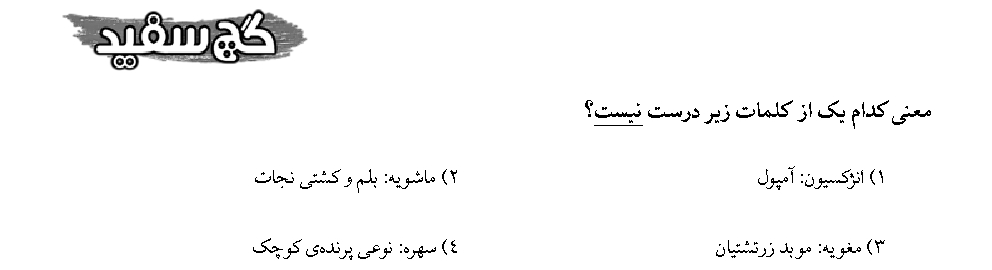 گچ سفید
معنی کدام یک از کلمات زیر درست نیست؟
۱) انژکسیون: آمپول
۲) ماشویه: بلم و کشتی نجات
۳) مغویه: موبد زرتشتیان
٤) سهره: نوعی پرنده‌ی کوچک